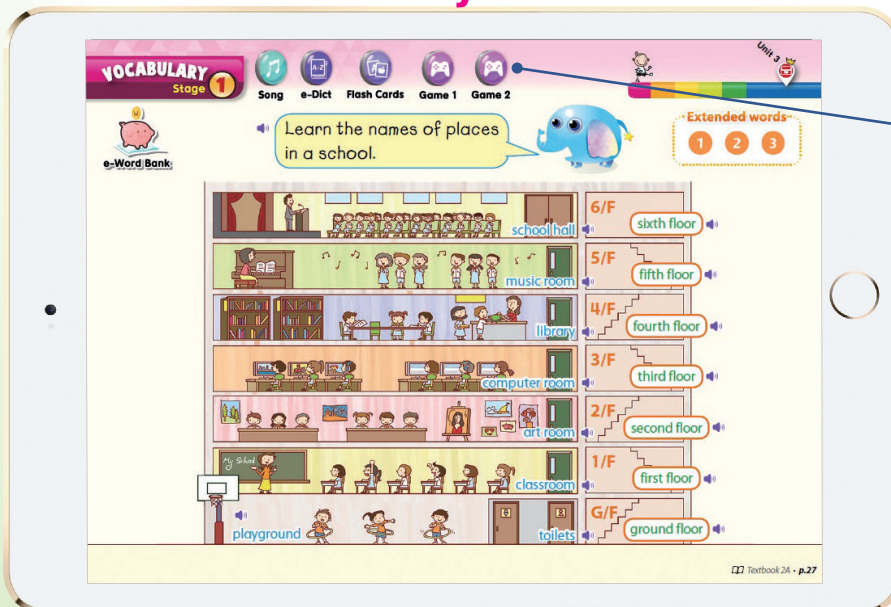 VOCABULARY
Stage 1
Song
e-Dict
Flash Cards
Game 1
Game 2
Unit 3
e-Word Bank
Learn the names of places
in a school.
Extended words
1 2 3
school hall
6/F
sixth floor
music room
5/F
fifth floor
library
4/F
fourth floor
computer room
3/F
third floor
art room
2/F
second floor
My School
classroom
1/F
first floor
playground
toilets
G/F
ground floor
Textbook 2A • p.27